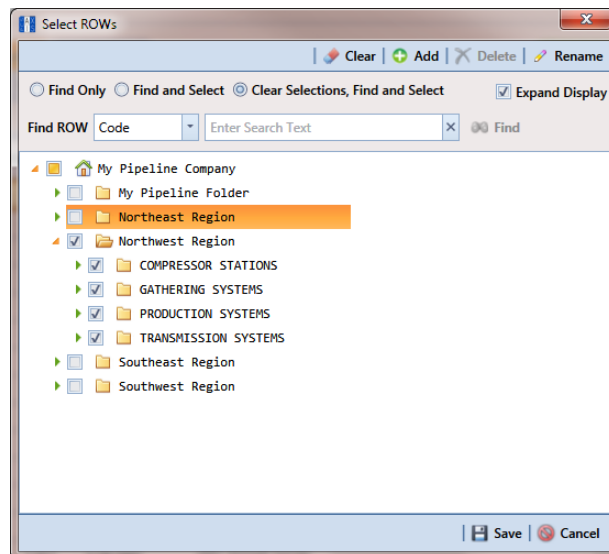 Select ROWs
Clear Add Delete Rename
Find Only Find and Select Clear Selections, Find and Select Expand Display
Find ROW Code Enter Search Text Find
My Pipeline Company
My Pipeline Folder
Northeast Region
Northwest Region
COMPRESSOR STATIONS
GATHERING SYSTEMS
PRODUCTION SYSTEMS
TRANSMISSION SYSTEMS
Southeast Region
Southwest Region
Save Cancel